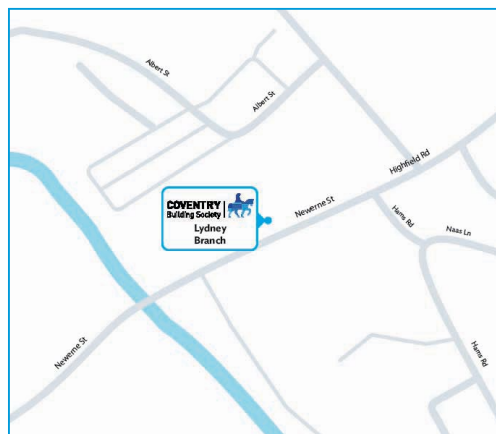 Albert St
Albert St
Highfield Rd
COVENTRY
Building Society
Lydney
Branch
Newerne St
Hams Rd
Naas Ln
Newerne St
Hams Rd